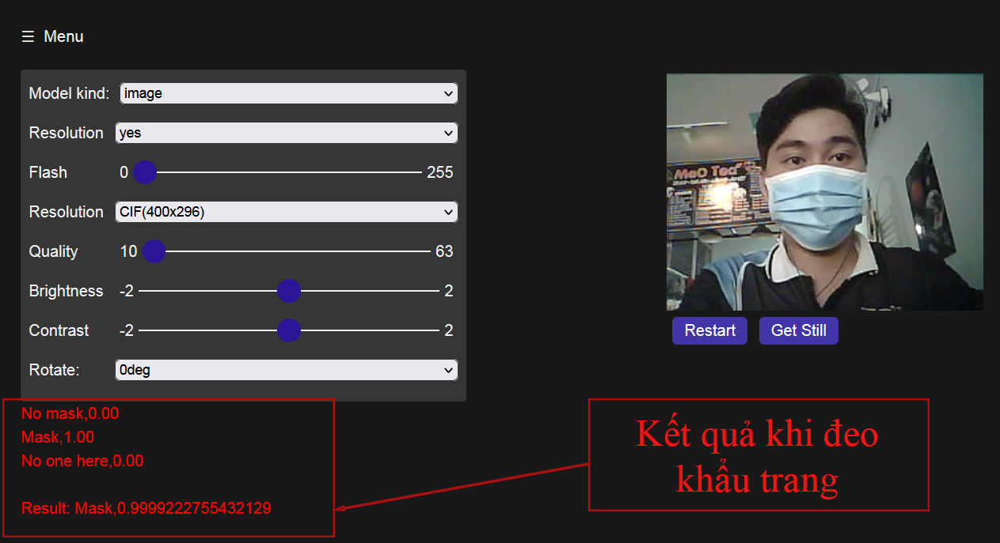 ☰ Menu
Model kind: image
Resolution yes
Flash 0 255
Resolution CIF(400x296)
Quality 10 63
Brightness -2 2
Contrast -2 2
Rotate: 0deg
MeO Tea
Restart Get Still
No mask,0.00
Mask,1.00
No one here,0.00
Result: Mask,0.9999222755432129
Kết quả khi đeo
khẩu trang